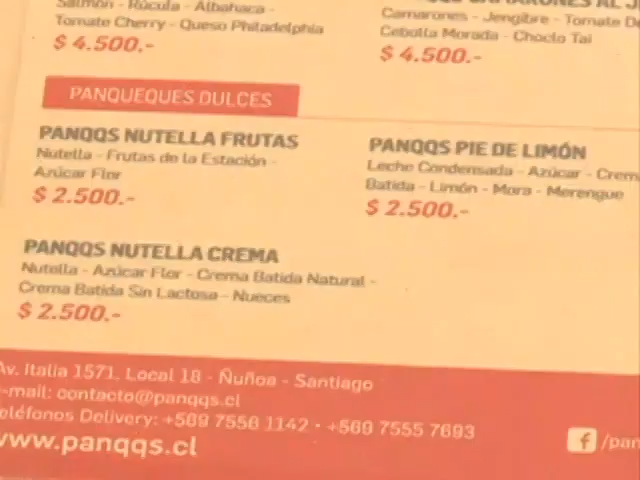 Salmón - Rúcula - Albahaca -
Tomate Cherry - Queso Philadelphia
$ 4.500.-
Camarones - Jengibre - Tomate
Cebolla Morada - Choclo Tai
$ 4.500.-
PANQUEQUES DULCES
PANQQS NUTELLA FRUTAS
Nutella - Frutas de la Estación -
Azúcar Flor
$ 2.500.-
PANQQS PIE DE LIMÓN
Leche Condensada - Azúcar - Crem
Batida - Limón - Mora - Merengue
$ 2.500.-
PANQQS NUTELLA CREMA
Nutella - Azúcar Flor - Crema Batida Natural -
Crema Batida Sin Lactosa - Nueces
$ 2.500.-
Av. Italia 1571, Local 18 - Ñuñoa - Santiago
e-mail: contacto@panqqs.cl
eléfonos Delivery: +569 7556 1142 • +569 7555 7693
www.panqqs.cl
f /pan